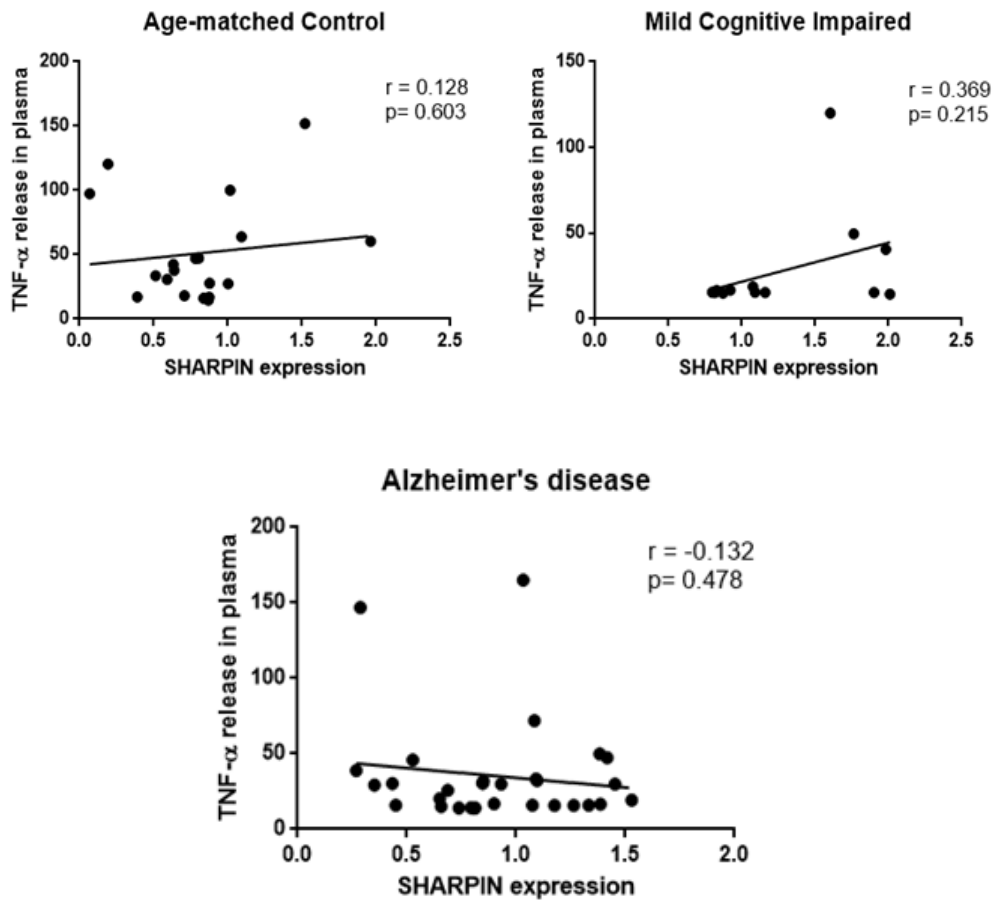 Age-matched Control
200
150
100
50
0
TNF-α release in plasma
r = 0.128
p= 0.603
0.0 0.5 1.0 1.5 2.0 2.5
SHARPIN expression
Mild Cognitive Impaired
150
100
50
0
TNF-α release in plasma
r = 0.369
p= 0.215
0.0 0.5 1.0 1.5 2.0 2.5
SHARPIN expression
Alzheimer's disease
200
150
100
50
0
TNF-α release in plasma
r = -0.132
p= 0.478
0.0 0.5 1.0 1.5 2.0
SHARPIN expression